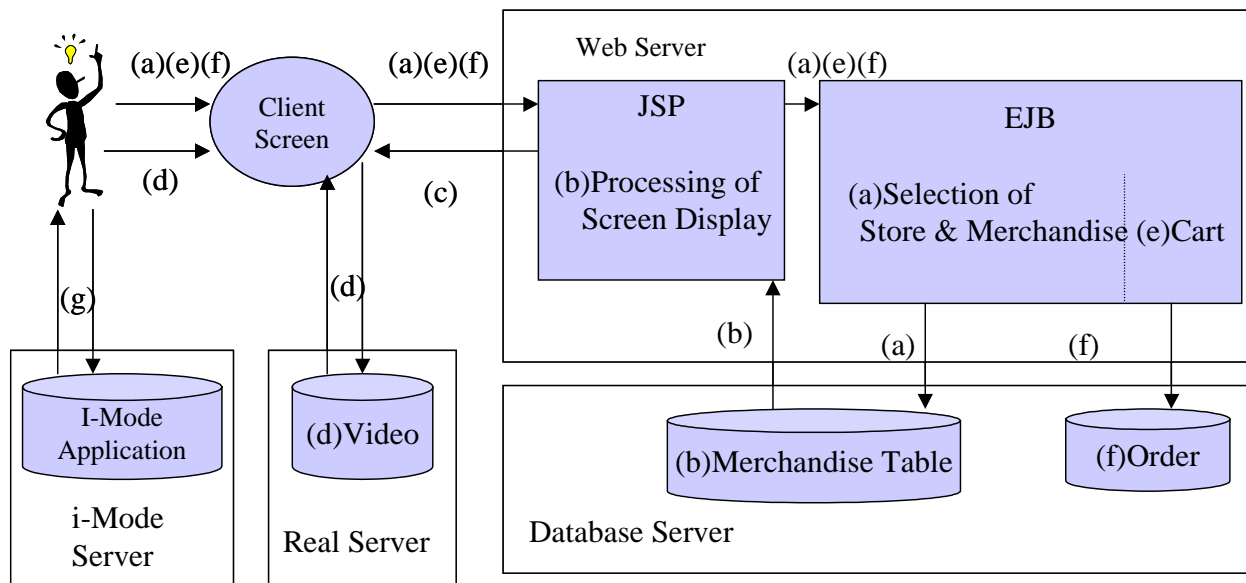 Web Server
(a)(e)(f)
(a)(e)(f)
(a)(e)(f)
Client
Screen
JSP
EJB
(d)
(c)
(b)Processing of
Screen Display
(a)Selection of
Store & Merchandise
(e)Cart
(g)
(d)
(b)
(a)
(f)
I-Mode
Application
(d)Video
(b)Merchandise Table
(f)Order
i-Mode
Server
Real Server
Database Server